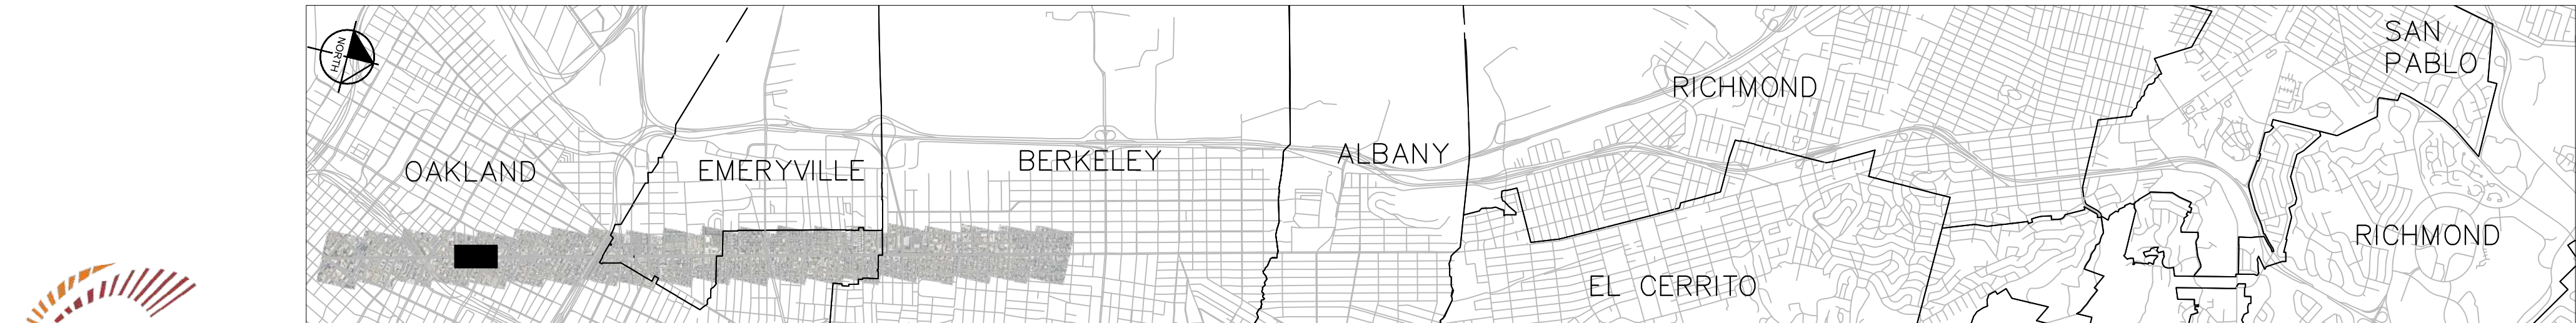 NORTH
SAN
PABLO
RICHMOND
OAKLAND
EMERYVILLE
BERKELEY
ALBANY
RICHMOND
EL CERRITO